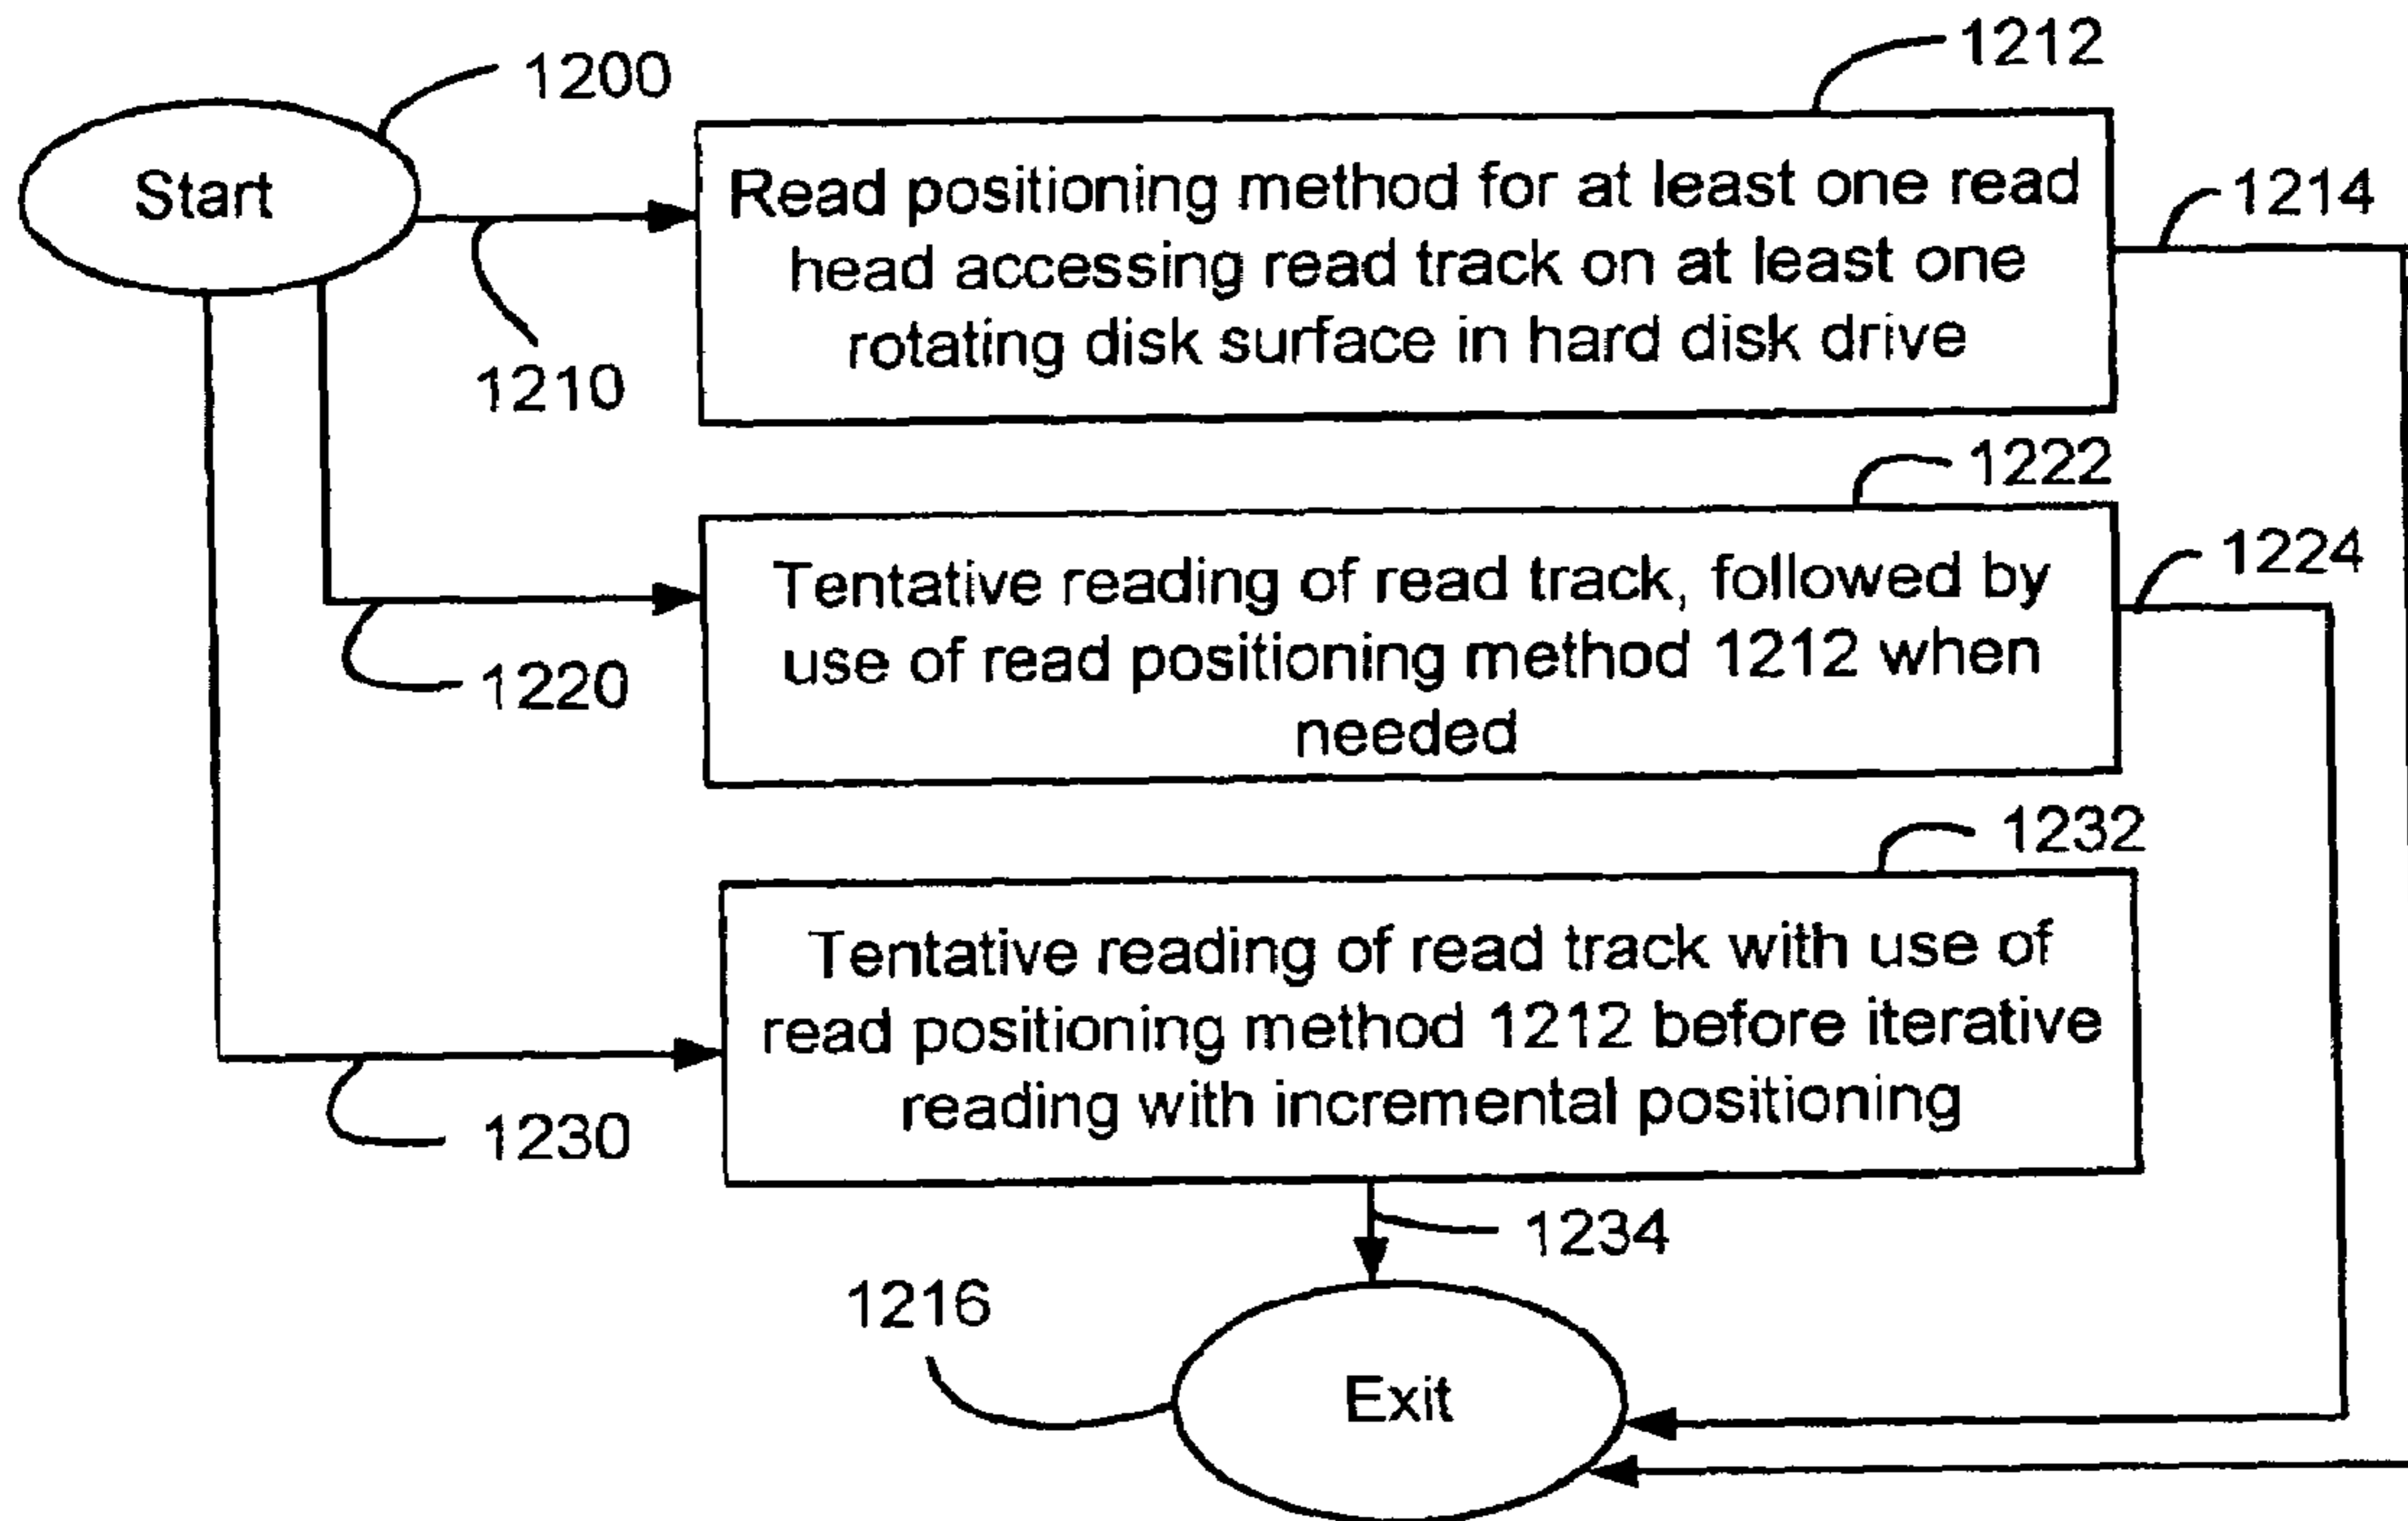 1200
Start
1210
1212
Read positioning method for at least one read
head accessing read track on at least one
rotating disk surface in hard disk drive
1214
1220
1222
Tentative reading of read track, followed by
use of read positioning method 1212 when
needed
1224
1230
1232
Tentative reading of read track with use of
read positioning method 1212 before iterative
reading with incremental positioning
1234
1216
Exit